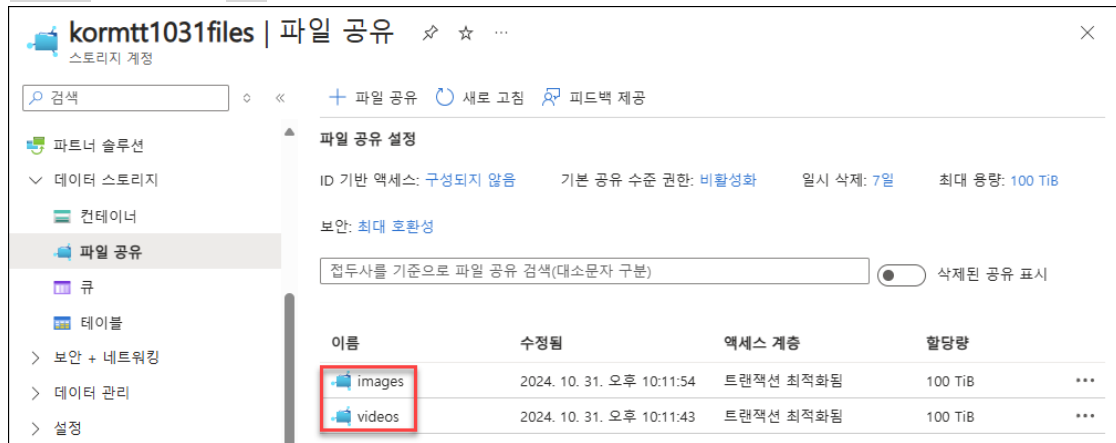 kormtt1031files | 파일 공유
스토리지 계정
검색
파트너 솔루션
데이터 스토리지
컨테이너
파일 공유
큐
테이블
보안 + 네트워킹
데이터 관리
설정
파일 공유 새로 고침 피드백 제공
파일 공유 설정
ID 기반 액세스: 구성되지 않음 기본 공유 수준 권한: 비활성화 일시 삭제: 7일 최대 용량: 100 TiB
보안: 최대 호환성
접두사를 기준으로 파일 공유 검색(대소문자 구분) 삭제된 공유 표시
이름 수정됨 액세스 계층 할당량
images 2024. 10. 31. 오후 10:11:54 트랜잭션 최적화됨 100 TiB
videos 2024. 10. 31. 오후 10:11:43 트랜잭션 최적화됨 100 TiB